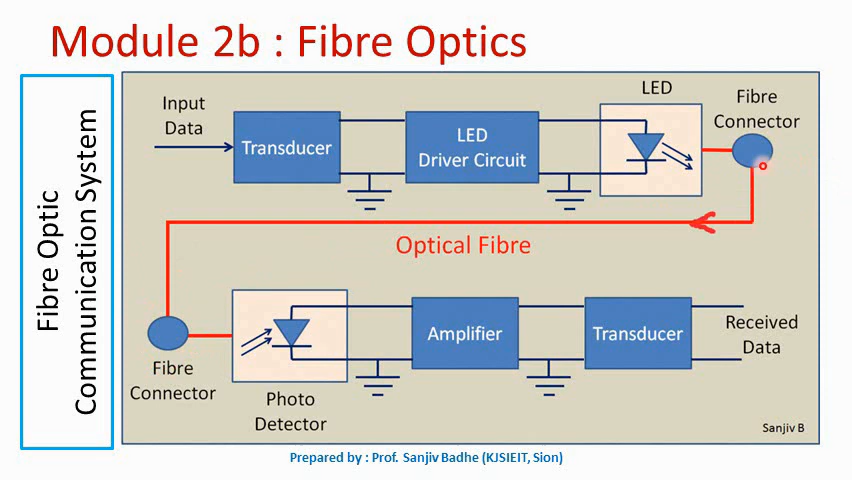 Module 2b : Fibre Optics
Fibre Optic
Communication System
Input
Data
Transducer
LED
Driver Circuit
LED
Fibre
Connector
Optical Fibre
Fibre
Connector
Photo
Detector
Amplifier
Transducer
Received
Data
Sanjiv B
Prepared by : Prof. Sanjiv Badhe (KJSIEIT, Sion)